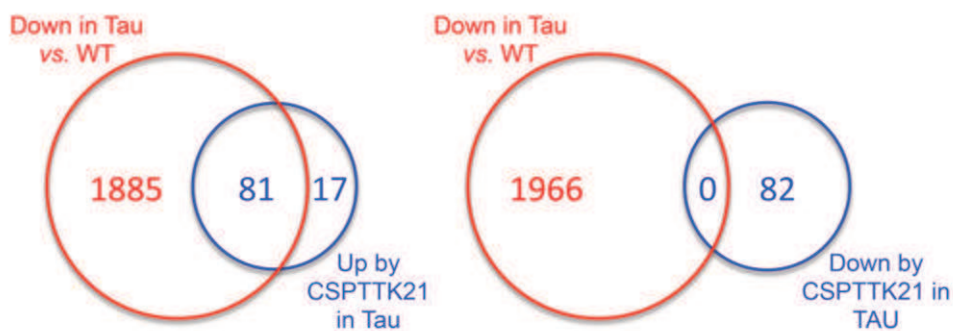 Down in Tau
vs. WT
1885
81
17
Up by
CSPTTK21
in Tau
Down in Tau
vs. WT
1966
0
82
Down by
CSPTTK21 in
TAU